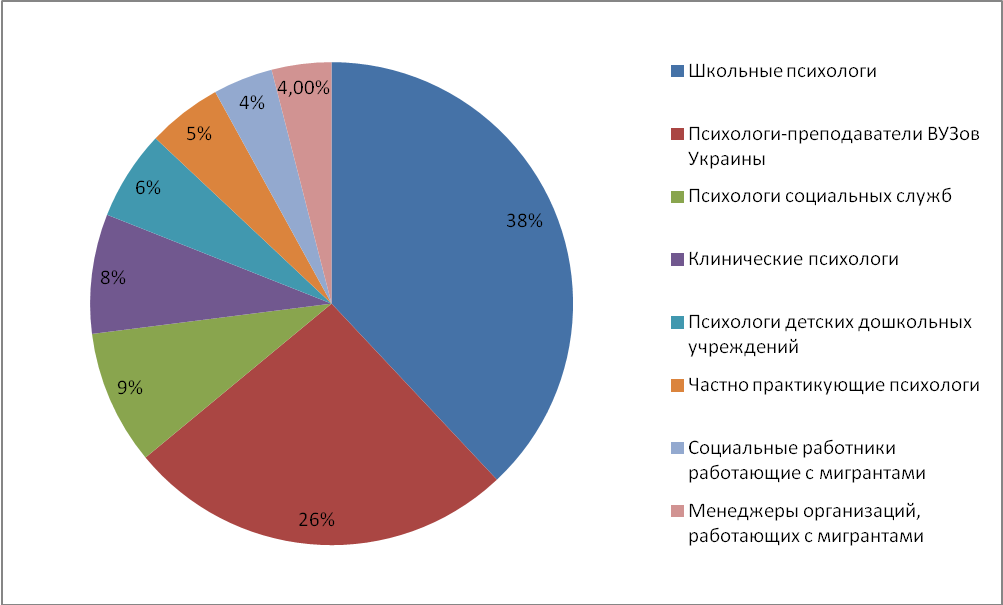 Школьные психологи
Психологи-преподаватели ВУЗов
Украины
Психологи социальных служб
Клинические психологи
Психологи детских дошкольных
учреждений
Частно практикующие психологи
Социальные работники
работающие с мигрантами
Менеджеры организаций,
работающих с мигрантами
38%
26%
9%
8%
6%
5%
4%
4,00%